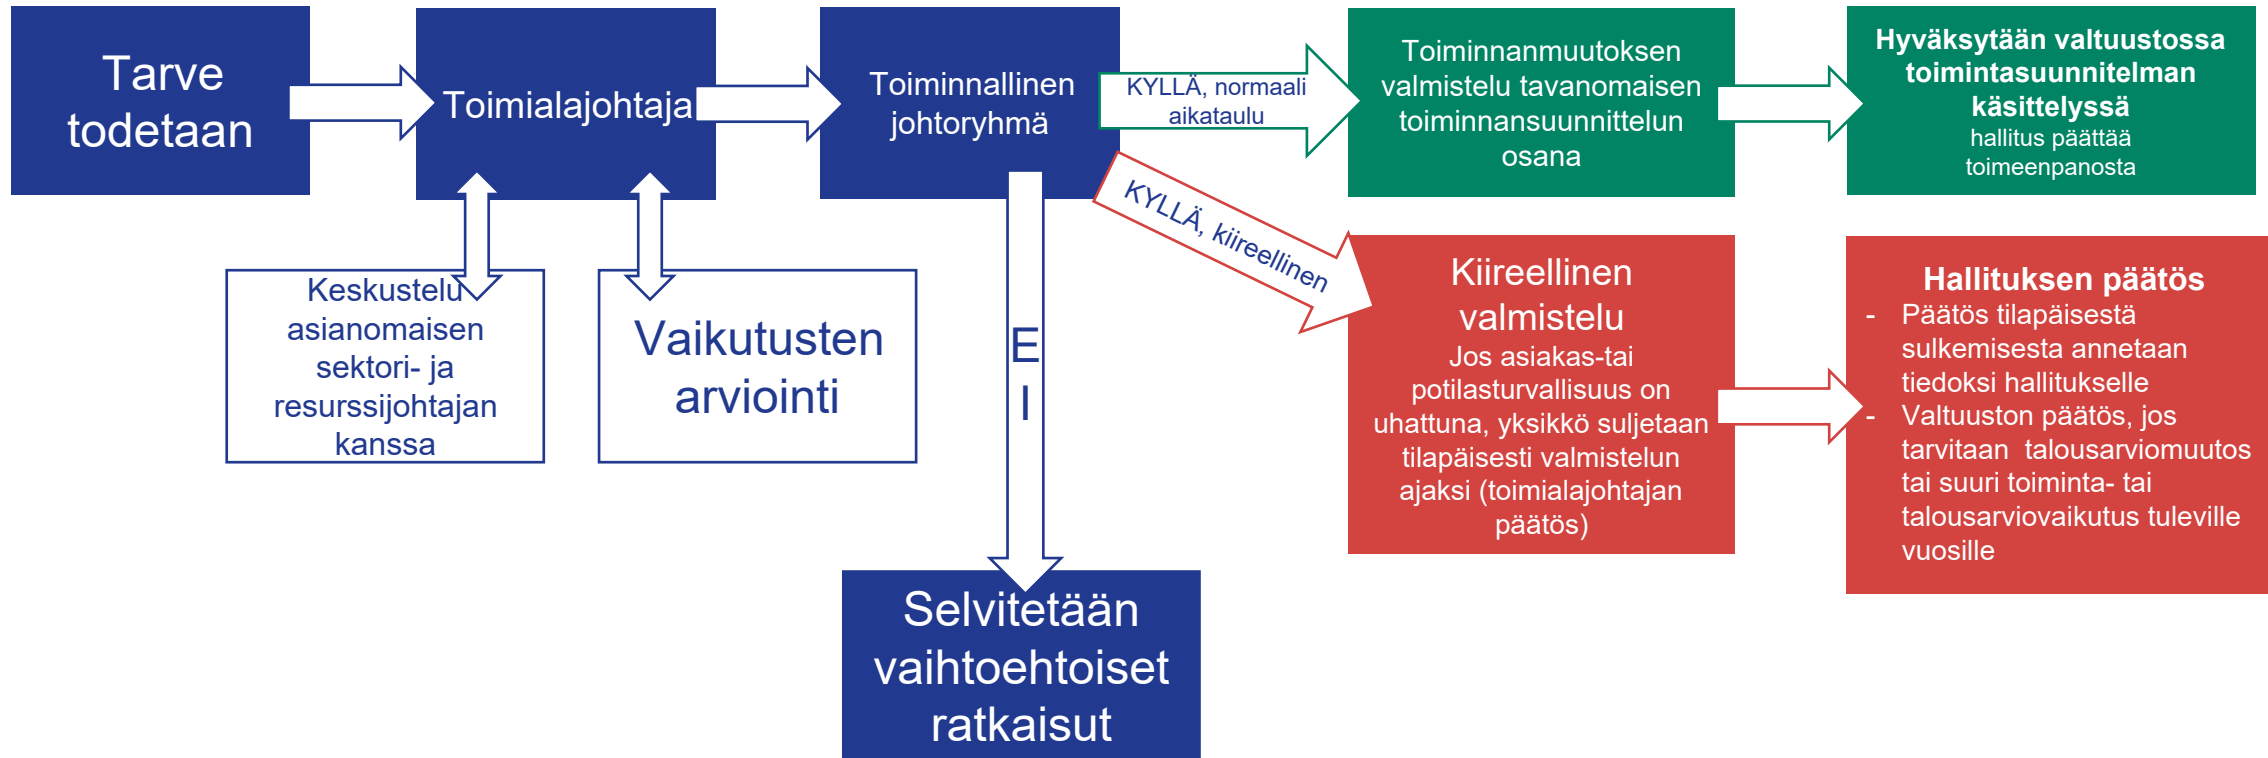 Tarve
todetaan
Toimialajohtaja
Toiminnallinen
johtoryhmä
KYLLÄ, normaali
aikataulu
Toiminnanmuutoksen
valmistelu tavanomaisen
toiminnansuunnittelun
osana
Hyväksytään valtuustossa
toimintasuunnitelman
käsittelyssä
hallitus päättää
toimeenpanosta
KYLLÄ, kiireellinen
Keskustelu
asianomaisen
sektori- ja
resurssijohtajan
kanssa
Vaikutusten
arviointi
E
I
Kiireellinen
valmistelu
Jos asiakas-tai
potilasturvallisuus on
uhattuna, yksikkö suljetaan
tilapäisesti valmistelun
ajaksi (toimialajohtajan
päätös)
Hallituksen päätös
- Päätös tilapäisestä
sulkemisesta annetaan
tiedoksi hallitukselle
- Valtuuston päätös, jos
tarvitaan talousarviomuutos
tai suuri toiminta- tai
talousarviovaikutus tuleville
vuosille
Selvitetään
vaihtoehtoiset
ratkaisut